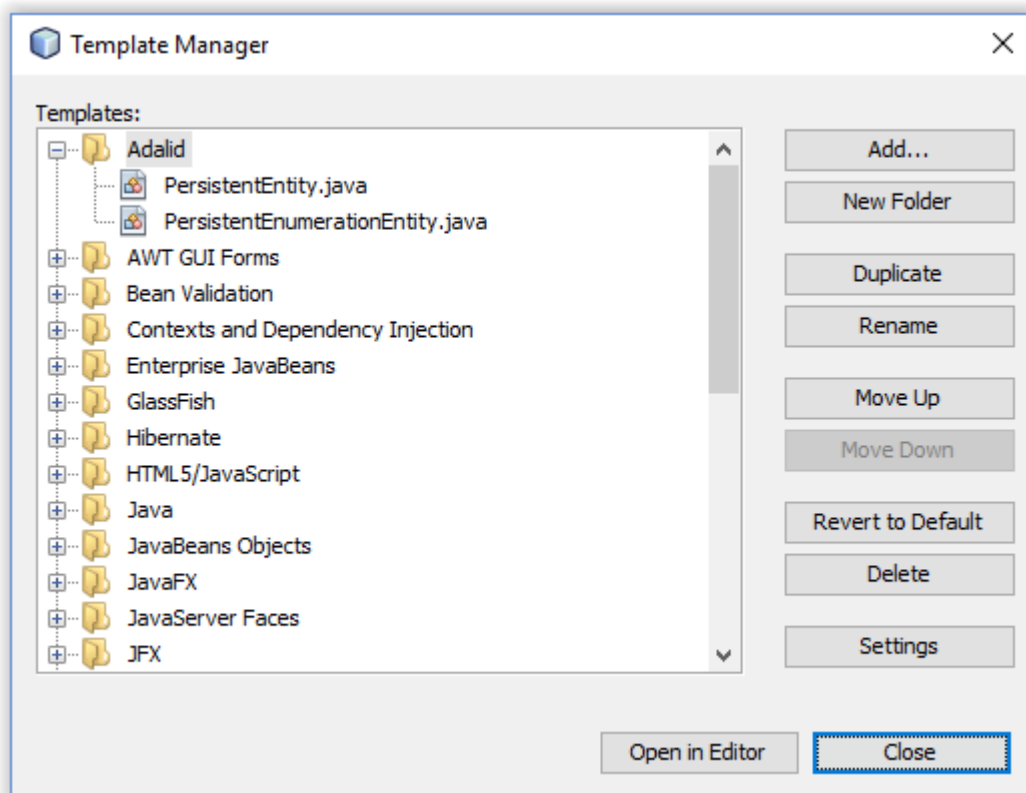 Template Manager
Templates:
Adalid
PersistentEntity.java
PersistentEnumerationEntity.java
AWT GUI Forms
Bean Validation
Contexts and Dependency Injection
Enterprise JavaBeans
GlassFish
Hibernate
HTML5/JavaScript
Java
JavaBeans Objects
JavaFX
JavaServer Faces
JFX
Add...
New Folder
Duplicate
Rename
Move Up
Move Down
Revert to Default
Delete
Settings
Open in Editor
Close